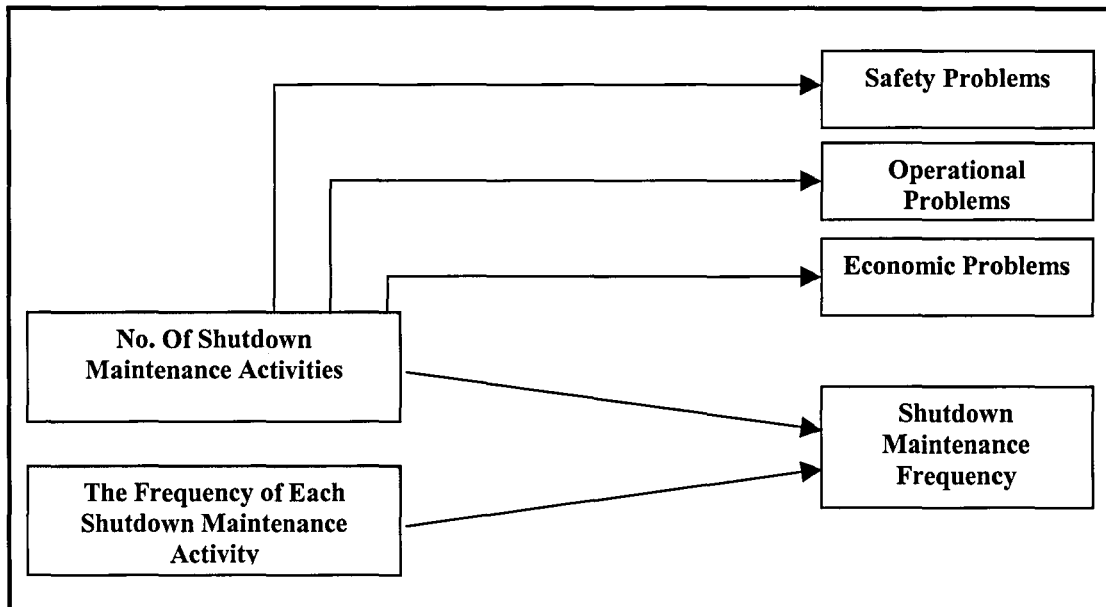 Safety Problems
Operational
Problems
Economic Problems
No. Of Shutdown
Maintenance Activities
Shutdown
Maintenance
Frequency
The Frequency of Each
Shutdown Maintenance
Activity